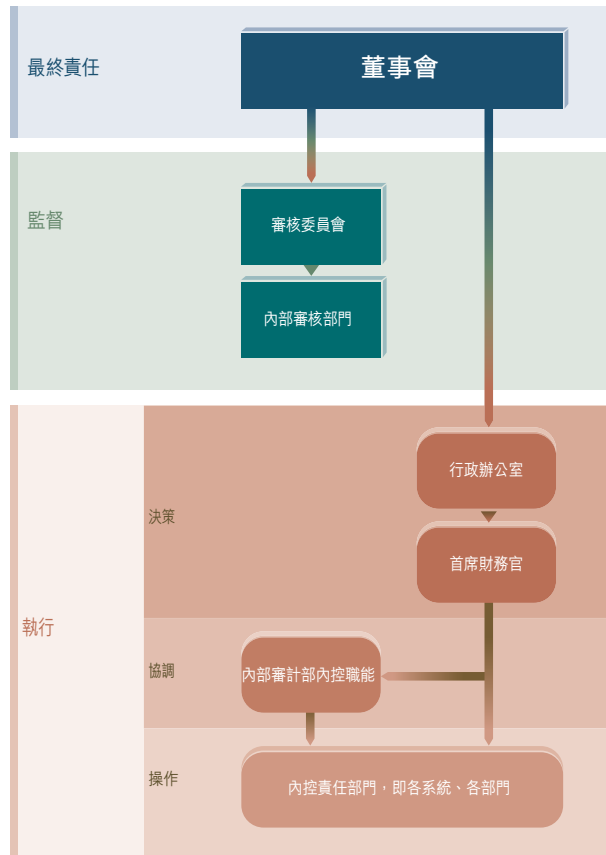 最終責任
董事會
監督
審核委員會
內部審核部門
執行
決策
行政辦公室
首席財務官
協調
內部審計部內控職能
操作
內控責任部門，即各系統、各部門